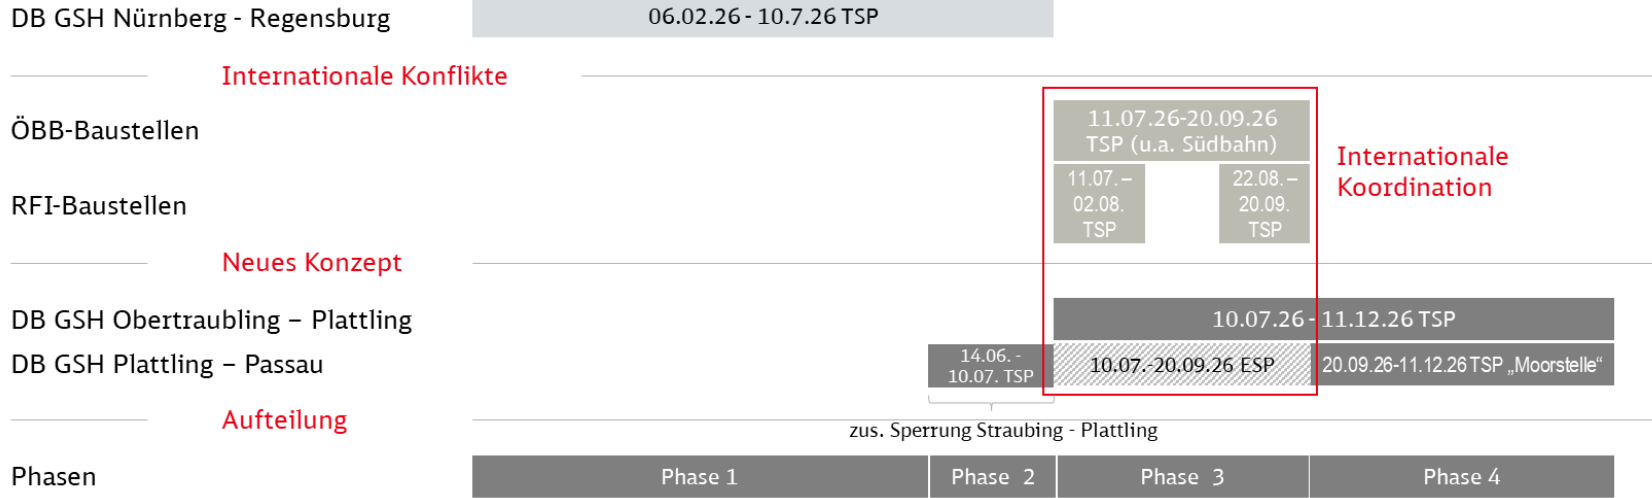 DB GSH Nürnberg - Regensburg
06.02.26 - 10.7.26 TSP
Internationale Konflikte
ÖBB-Baustellen
11.07.26-20.09.26
TSP (u.a. Südbahn)
Internationale
Koordination
RFI-Baustellen
11.07. –
02.08.
TSP
22.08. –
20.09.
TSP
Neues Konzept
DB GSH Obertraubling – Plattling
10.07.26 - 11.12.26 TSP
DB GSH Plattling – Passau
14.06. -
10.07. TSP
10.07.-20.09.26 ESP
20.09.26-11.12.26 TSP „Moorstelle“
Aufteilung
zus. Sperrung Straubing - Plattling
Phasen
Phase 1
Phase 2
Phase 3
Phase 4